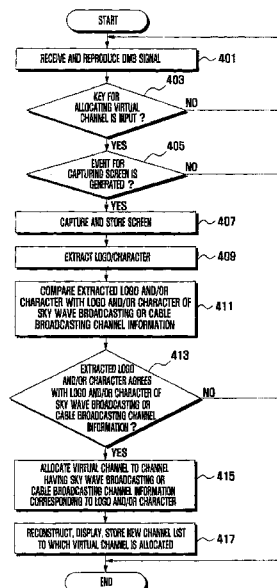 START
RECEIVE AND REPRODUCE DMB SIGNAL
401
403
KEY FOR
ALLOCATING VIRTUAL
CHANNEL IS INPUT ?
NO
YES
405
EVENT FOR
CAPTURING SCREEN IS
GENERATED ?
NO
YES
CAPTURE AND STORE SCREEN
407
EXTRACT LOGO/CHARACTER
409
COMPARE EXTRACTED LOGO AND/OR
CHARACTER WITH LOGO AND/OR CHARACTER OF
SKY WAVE BROADCASTING OR CABLE
BROADCASTING CHANNEL INFORMATION
411
413
EXTRACTED LOGO
AND/OR CHARACTER AGREES
WITH LOGO AND/OR CHARACTER OF
SKY WAVE BROADCASTING OR
CABLE BROADCASTING CHANNEL
INFORMATION ?
NO
YES
ALLOCATE VIRTUAL CHANNEL TO CHANNEL
HAVING SKY WAVE BROADCASTING OR
CABLE BROADCASTING CHANNEL INFORMATION
CORRESPONDING TO LOGO AND/OR CHARACTER
415
RECONSTRUCT, DISPLAY, STORE NEW CHANNEL LIST
TO WHICH VIRTUAL CHANNEL IS ALLOCATED
417
END